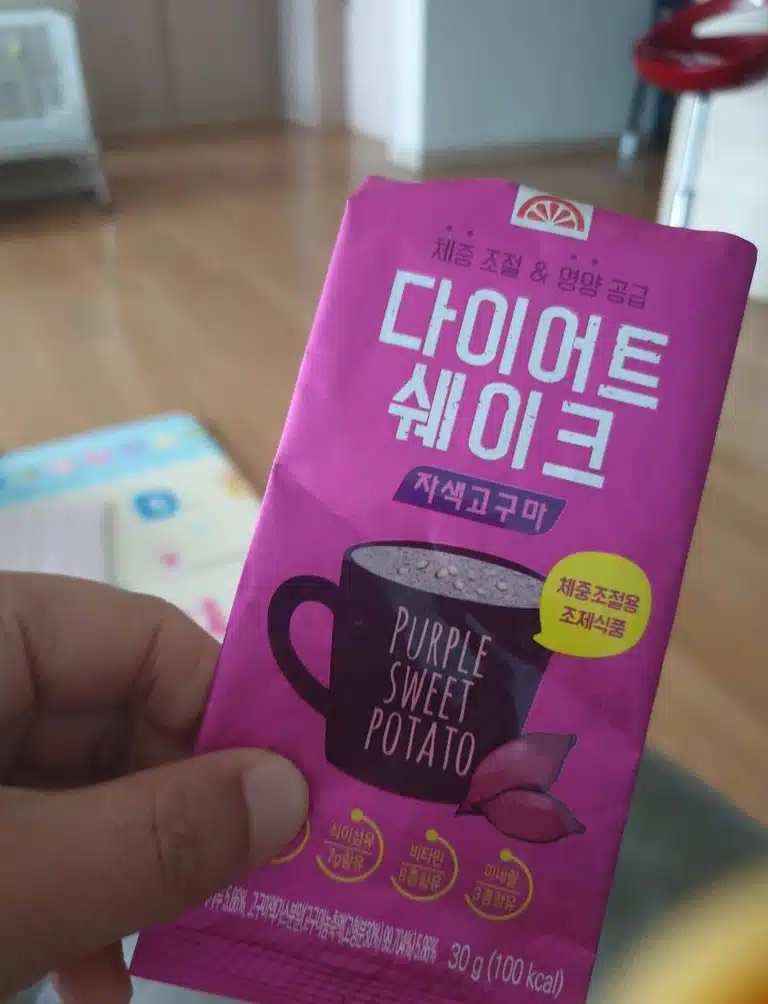 체중 조절 & 영양 공급
다이어트
쉐이크
자색고구마
체중조절용
조제식품
PURPLE
SWEET
POTATO
식이섬유
7g함유
비타민
8종함유
미네랄
3종함유
30 g (100 kcal)